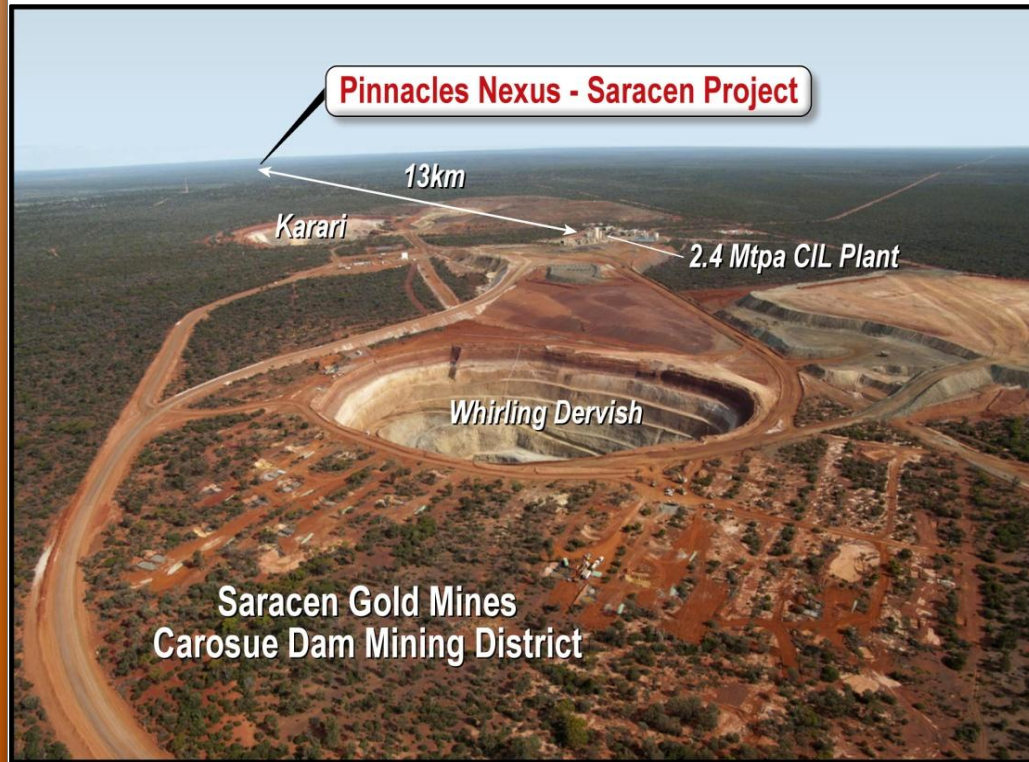 Pinnacles Nexus - Saracen Project
13km
Karari
2.4 Mtpa CIL Plant
Whirling Dervish
Saracen Gold Mines
Carosue Dam Mining District